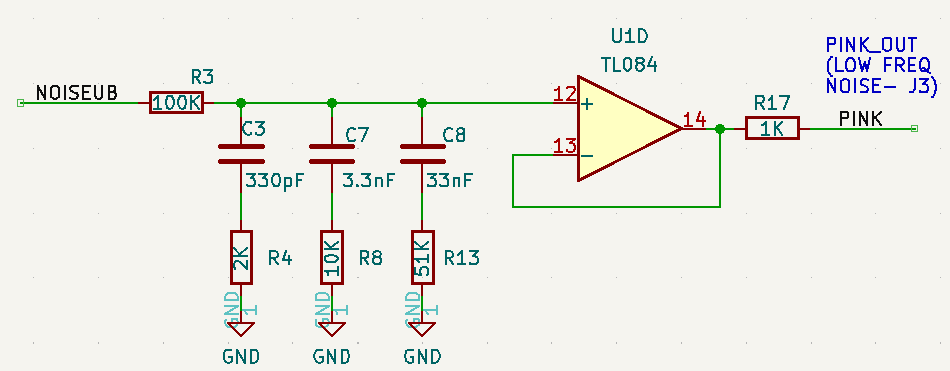 U1D
TL084
PINK_OUT
(LOW FREQ
NOISE- J3)
NOISEUB
R3
100K
12
+
14
R17
1K
PINK
13
-
C3
330pF
C7
3.3nF
C8
33nF
2K
R4
10K
R8
51K
R13
GND
1
GND
1
GND
1
GND
GND
GND